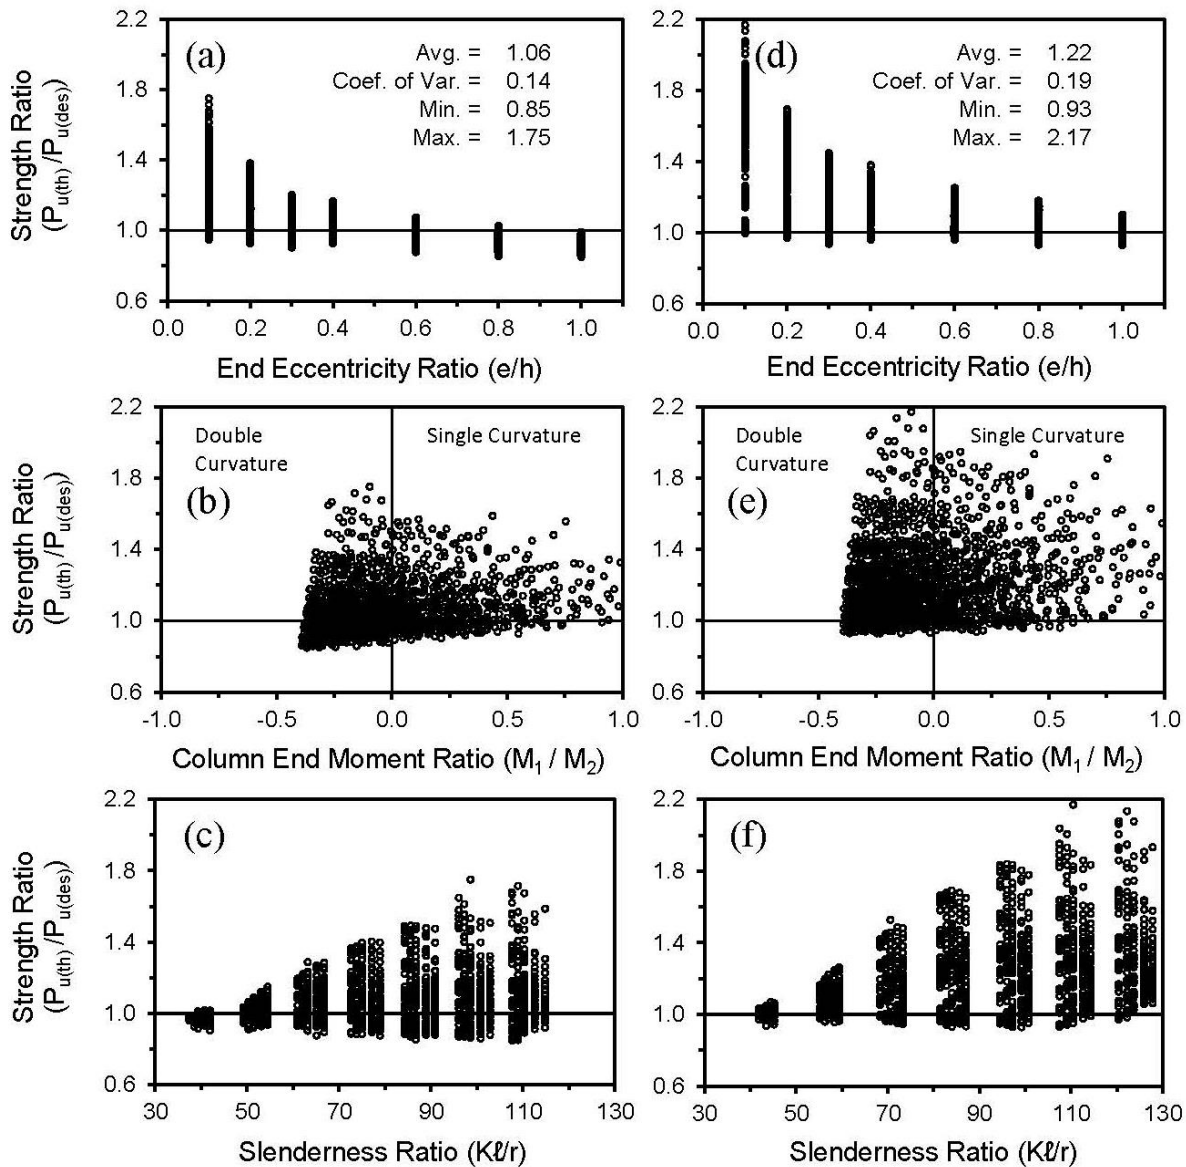 (a)
Avg. = 1.06
Coef. of Var. = 0.14
Min. = 0.85
Max. = 1.75
2.2
1.8
1.4
1.0
0.6
Strength Ratio
(Pu(th) /Pu(des))
0.0 0.2 0.4 0.6 0.8 1.0
End Eccentricity Ratio (e/h)
(d)
Avg. = 1.22
Coef. of Var. = 0.19
Min. = 0.93
Max. = 2.17
2.2
1.8
1.4
1.0
0.6
0.0 0.2 0.4 0.6 0.8 1.0
End Eccentricity Ratio (e/h)
Double
Curvature
Single Curvature
(b)
2.2
1.8
1.4
1.0
0.6
Strength Ratio
(Pu(th) /Pu(des))
-1.0 -0.5 0.0 0.5 1.0
Column End Moment Ratio (M1 / M2)
Double
Curvature
Single Curvature
(e)
2.2
1.8
1.4
1.0
0.6
-1.0 -0.5 0.0 0.5 1.0
Column End Moment Ratio (M1 / M2)
(c)
2.2
1.8
1.4
1.0
0.6
Strength Ratio
(Pu(th) /Pu(des))
30 50 70 90 110 130
Slenderness Ratio (Kℓ/r)
(f)
2.2
1.8
1.4
1.0
0.6
30 50 70 90 110 130
Slenderness Ratio (Kℓ/r)